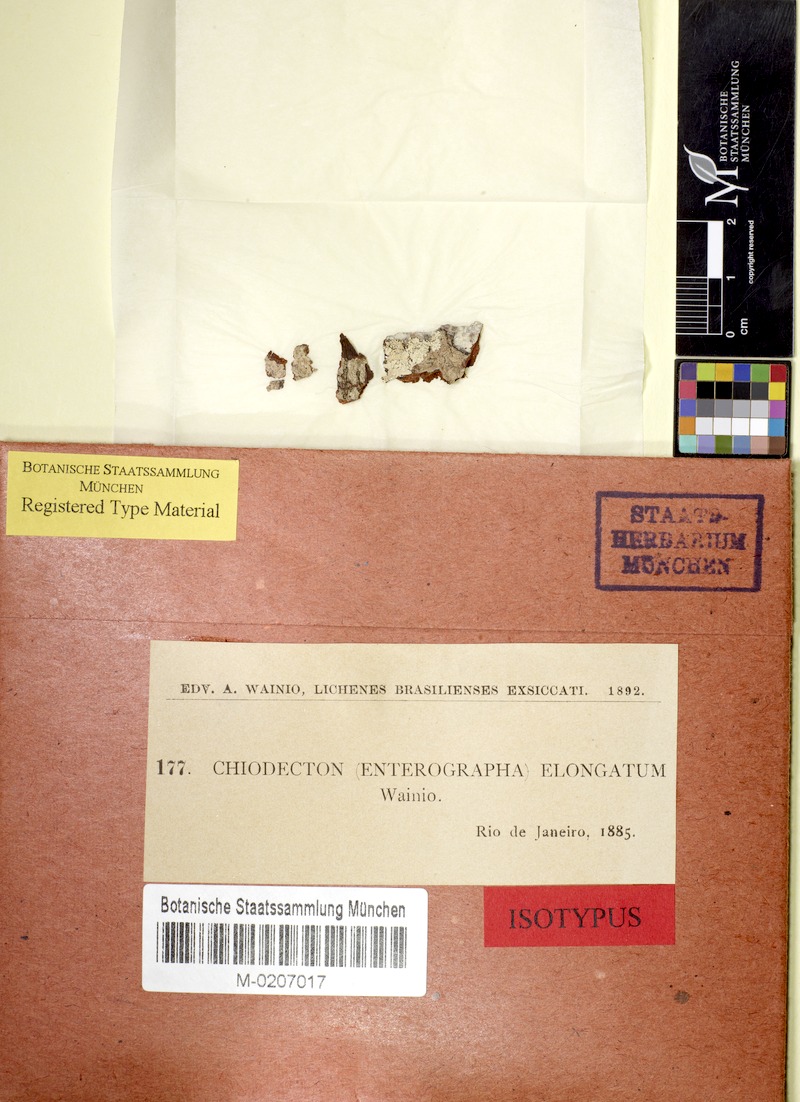 BOTANISCHE
STAATSSAMMLUNG
MÜNCHEN
copyright reserved
0 1 2
cm
BOTANISCHE STAATSSAMMLUNG
MÜNCHEN
Registered Type Material
STAATS-
HERBARIUM
MÜNCHEN
EDV. A. WAINIO, LICHENES BRASILIENSES EXSICCATI. 1892.
177. CHIODECTON (ENTEROGRAPHA) ELONGATUM
Wainio.
Rio de Janeiro, 1885.
Botanische Staatssammlung München
M-0207017
ISOTYPUS